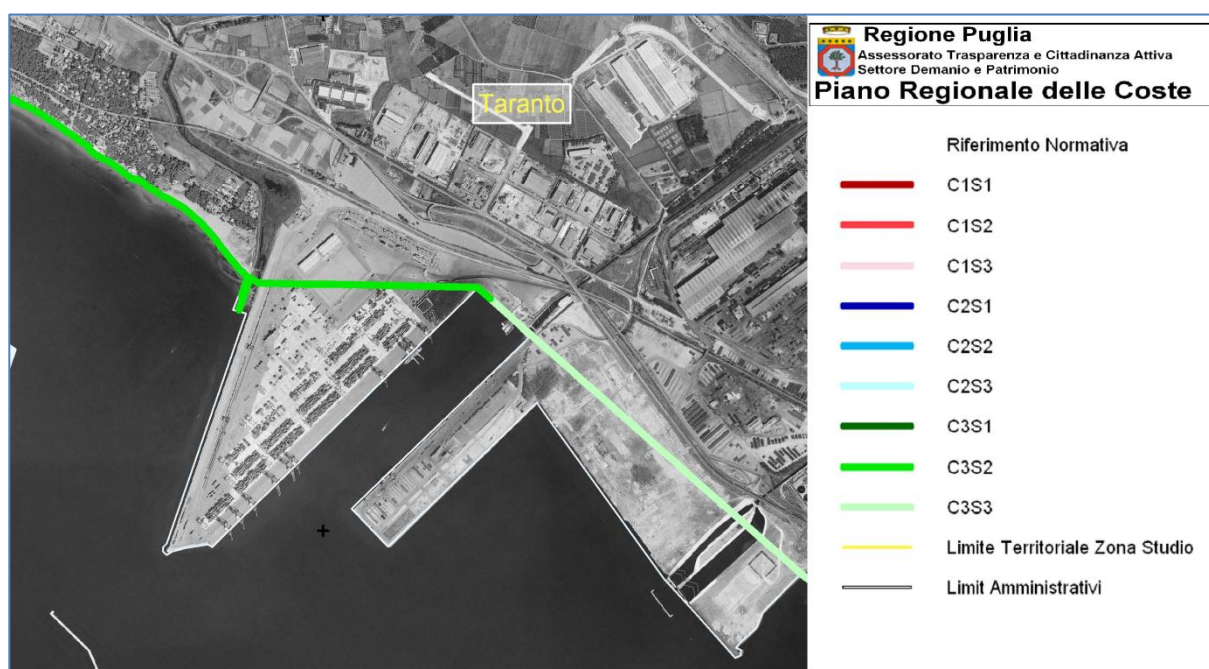 Taranto
Regione Puglia
Assessorato Trasparenza e Cittadinanza Attiva
Settore Demanio e Patrimonio
Piano Regionale delle Coste
Riferimento Normativa
C1S1
C1S2
C1S3
C2S1
C2S2
C2S3
C3S1
C3S2
C3S3
Limite Territoriale Zona Studio
Limit Amministrativi